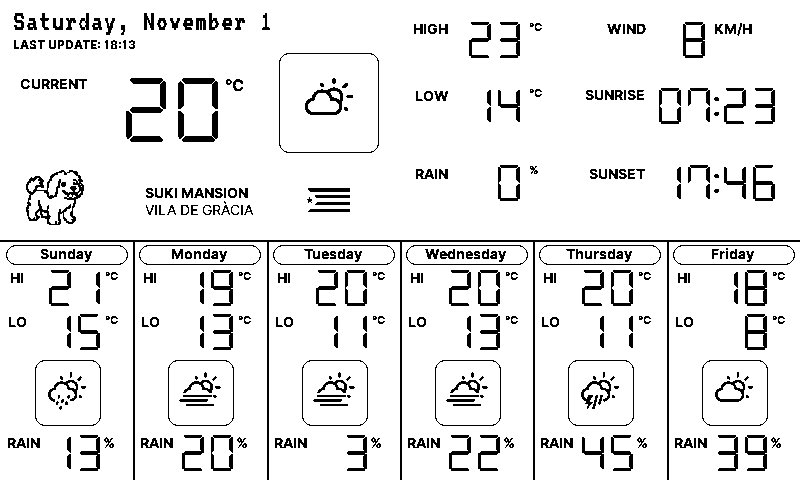 Saturday, November 1
LAST UPDATE: 18:13
CURRENT 20 °C
SUKI MANSION
VILA DE GRÀCIA
HIGH 23 °C
LOW 14 °C
RAIN 0 %
WIND 8 KM/H
SUNRISE 07:23
SUNSET 17:46
Sunday
HI 21 °C
LO 15 °C
RAIN 13 %
Monday
HI 19 °C
LO 13 °C
RAIN 20 %
Tuesday
HI 20 °C
LO 11 °C
RAIN 3 %
Wednesday
HI 20 °C
LO 13 °C
RAIN 22 %
Thursday
HI 20 °C
LO 11 °C
RAIN 45 %
Friday
HI 18 °C
LO 8 °C
RAIN 39 %